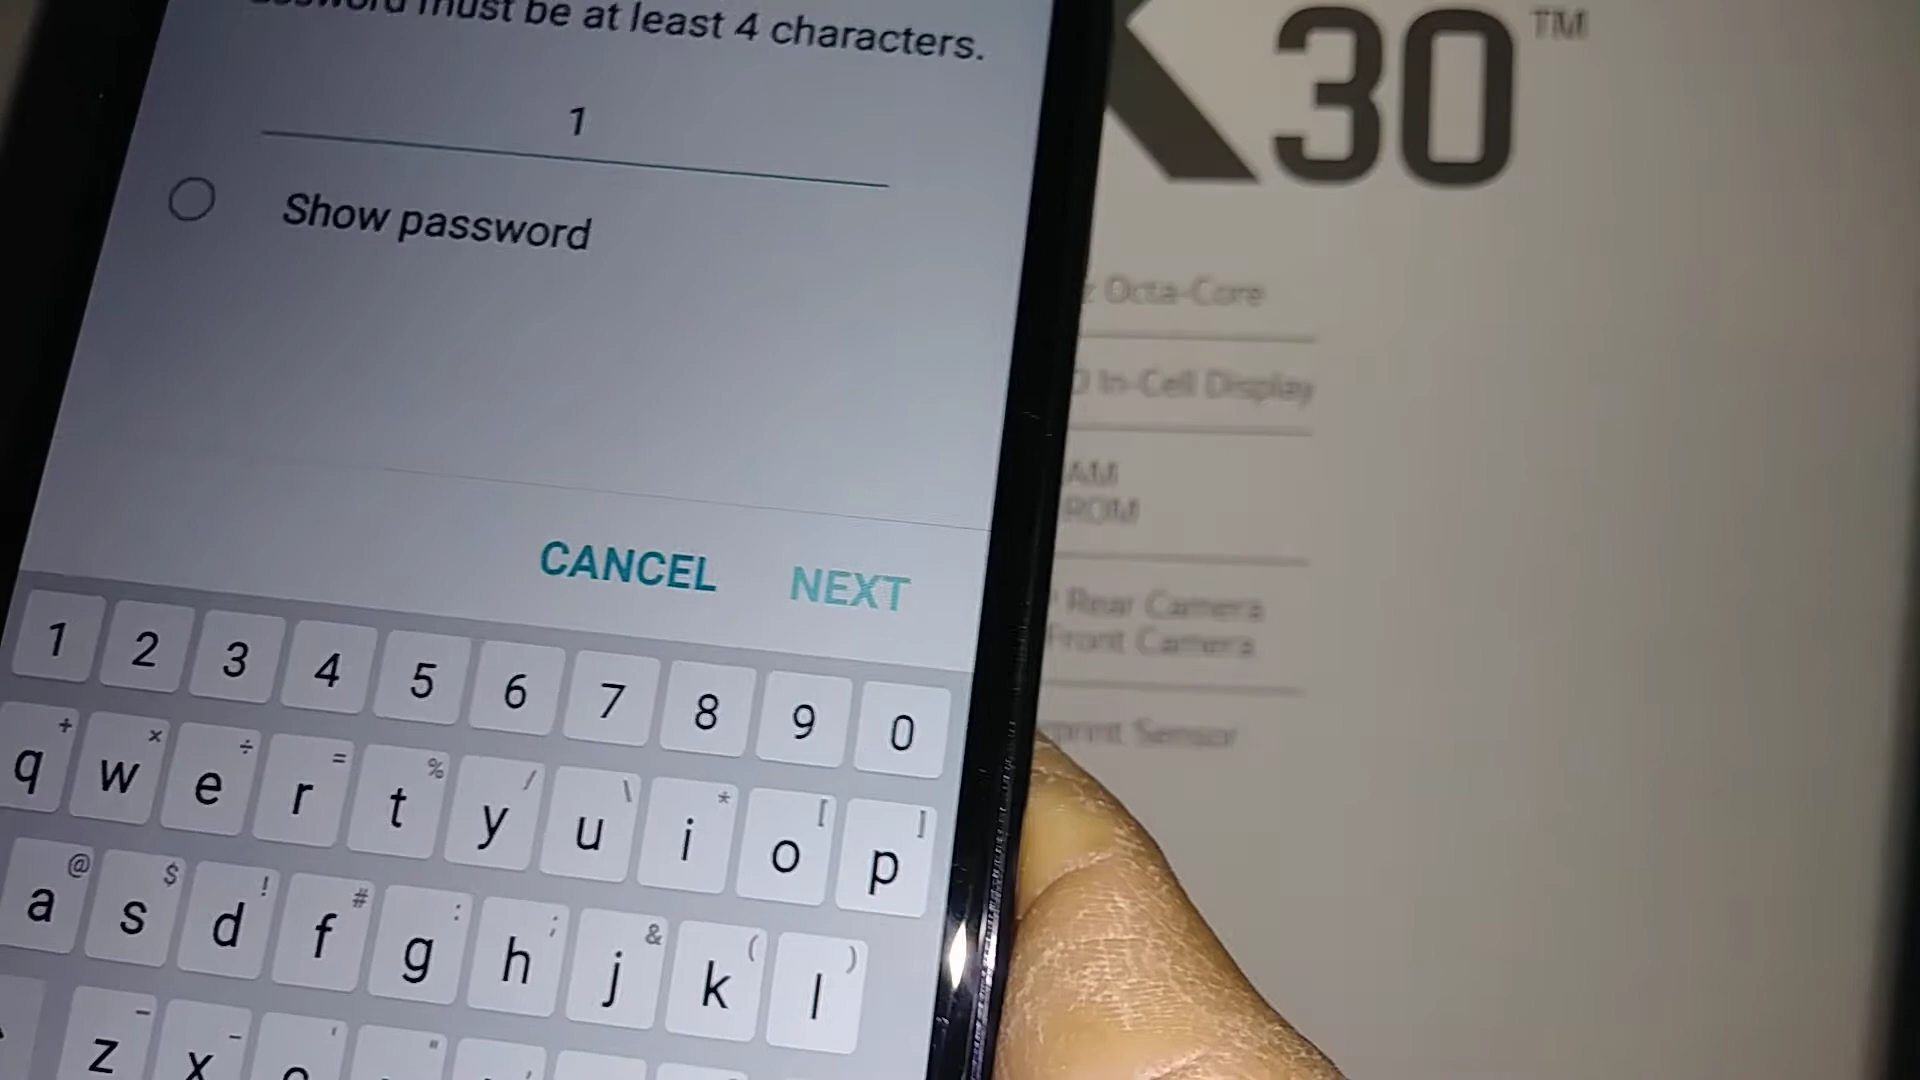 must be at least 4 characters.
1
Show password
CANCEL NEXT
1 2 3 4 5 6 7 8 9 0
+ × ÷ = % / \ * [ ]
q w e r t y u i o p
@ $ ! # : ; & ( )
a s d f g h j k l
z x
30™
Octa-Core
In-Cell Display
Rear Camera
Front Camera
Sensor